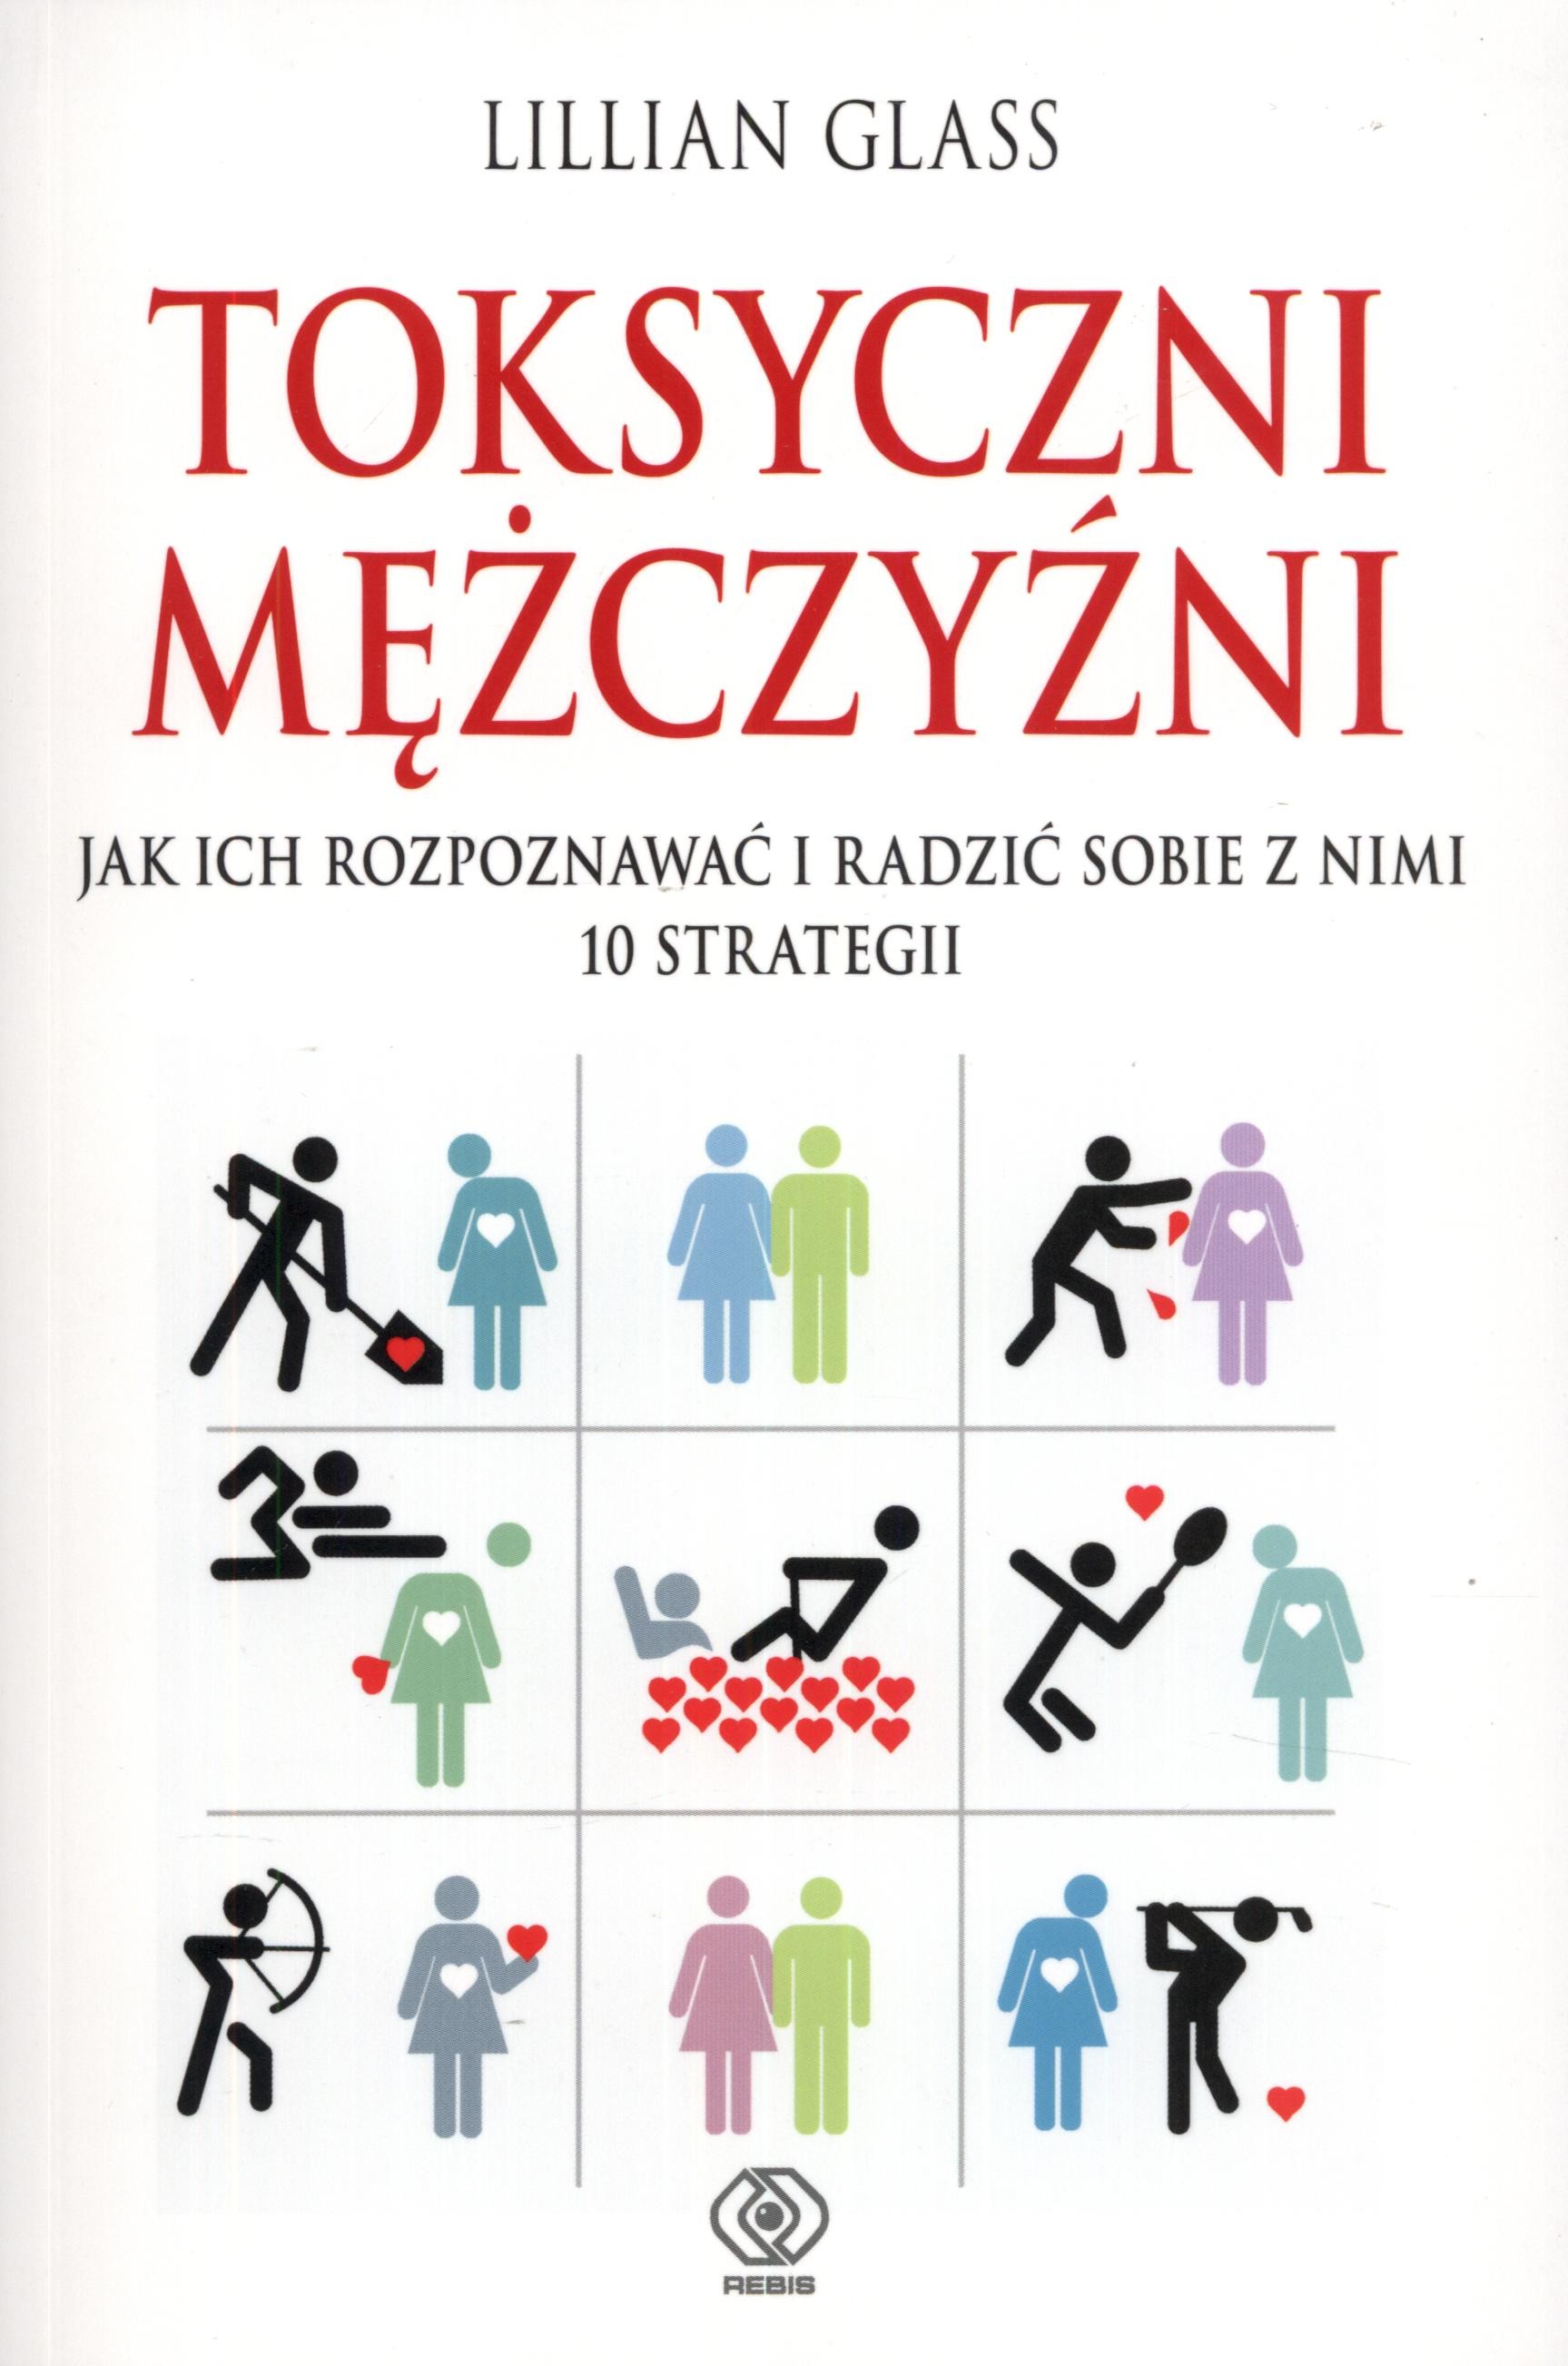 LILLIAN GLASS
TOKSYCZNI
MĘŻCZYŹNI
JAK ICH ROZPOZNAWAĆ I RADZIĆ SOBIE Z NIMI
10 STRATEGII
REBIS